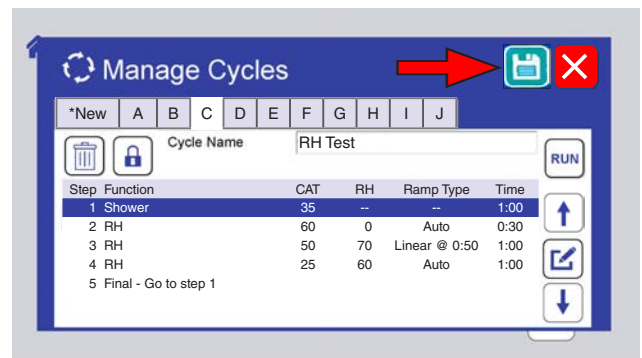 Manage Cycles
*New A B C D E F G H I J
Cycle Name RH Test
RUN
Step Function CAT RH Ramp Type Time
1 Shower 35 -- -- 1:00
2 RH 60 0 Auto 0:30
3 RH 50 70 Linear @ 0:50 1:00
4 RH 25 60 Auto 1:00
5 Final - Go to step 1